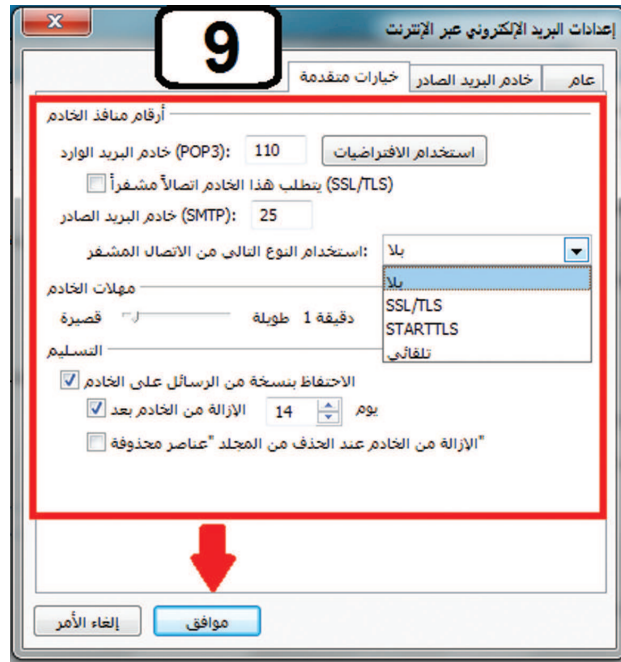 إعدادات البريد الإلكتروني عبر الإنترنت
9
عام خادم البريد الصادر خيارات متقدمة
أرقام منافذ الخادم
خادم البريد الوارد (POP3): 110 استخدام الافتراضيات
يتطلب هذا الخادم اتصالاً مشفراً (SSL/TLS)
خادم البريد الصادر (SMTP): 25
استخدام النوع التالي من الاتصال المشفر: بلا
بلا
SSL/TLS
STARTTLS
تلقائي
مهلات الخادم
قصيرة طويلة 1 دقيقة
التسليم
الاحتفاظ بنسخة من الرسائل على الخادم
الإزالة من الخادم بعد 14 يوم
الإزالة من الخادم عند الحذف من المجلد "عناصر محذوفة"
موافق إلغاء الأمر